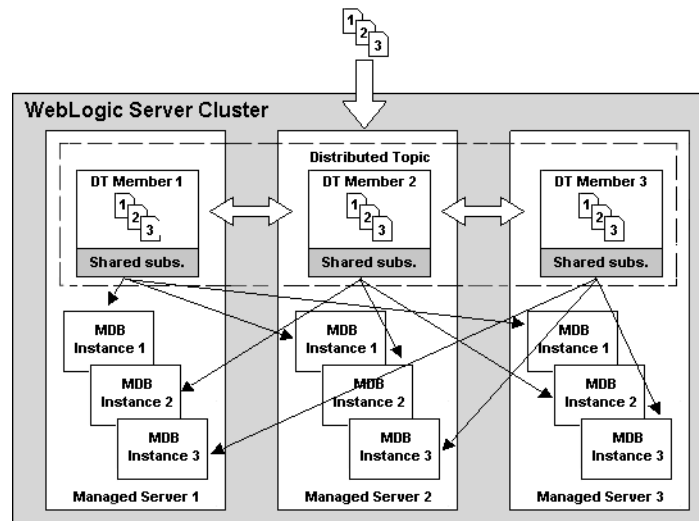 1
2
3
WebLogic Server Cluster
Distributed Topic
DT Member 1
1
2
3
Shared subs.
DT Member 2
1
2
3
Shared subs.
DT Member 3
1
2
3
Shared subs.
MDB
Instance 1
MDB
Instance 2
MDB
Instance 3
Managed Server 1
MDB
Instance 1
MDB
Instance 2
MDB
Instance 3
Managed Server 2
MDB
Instance 1
MDB
Instance 2
MDB
Instance 3
Managed Server 3